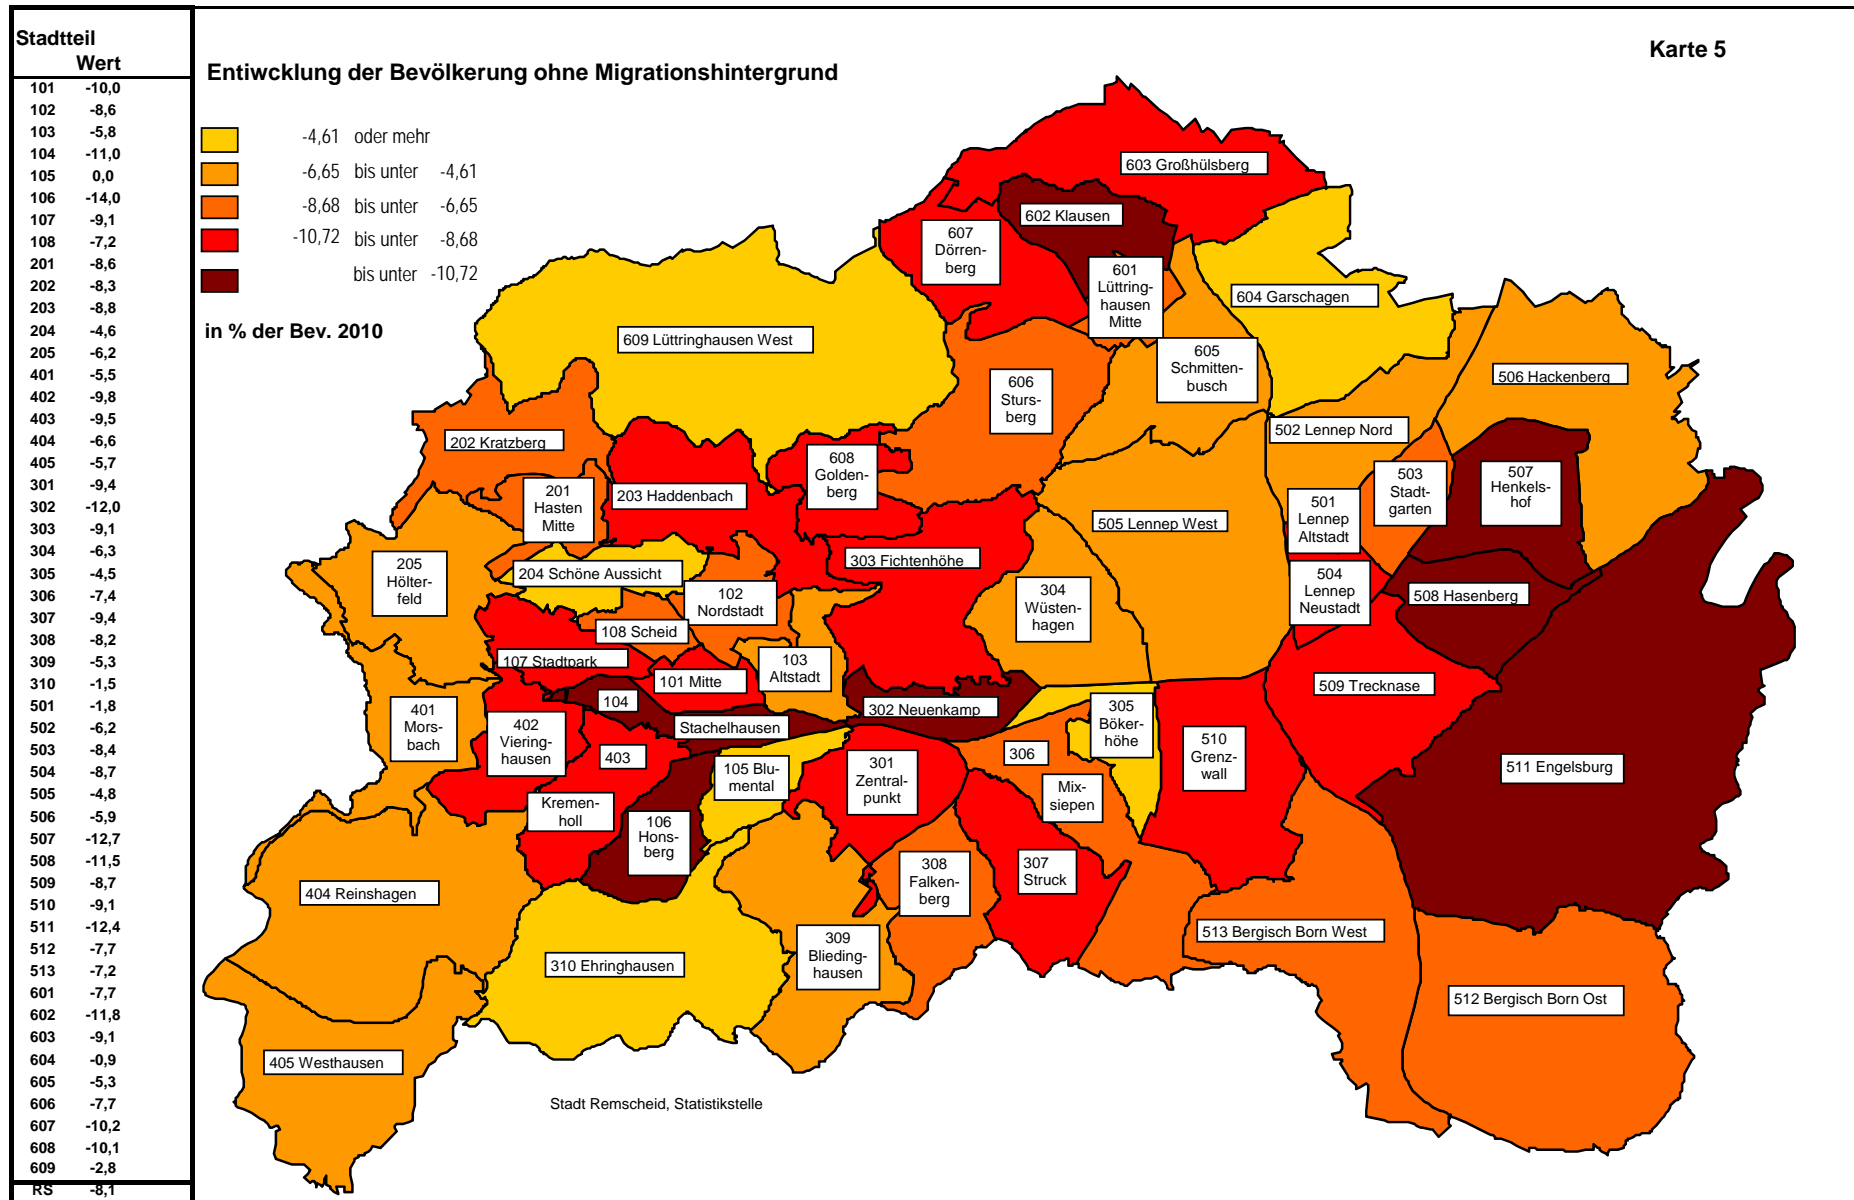 Stadtteil
Wert
101 -10,0
102 -8,6
103 -5,8
104 -11,0
105 0,0
106 -14,0
107 -9,1
108 -7,2
201 -8,6
202 -8,3
203 -8,8
204 -4,6
205 -6,2
401 -5,5
402 -9,8
403 -9,5
404 -6,6
405 -5,7
301 -9,4
302 -12,0
303 -9,1
304 -6,3
305 -4,5
306 -7,4
307 -9,4
308 -8,2
309 -5,3
310 -1,5
501 -1,8
502 -6,2
503 -8,4
504 -8,7
505 -4,8
506 -5,9
507 -12,7
508 -11,5
509 -8,7
510 -9,1
511 -12,4
512 -7,7
513 -7,2
601 -7,7
602 -11,8
603 -9,1
604 -0,9
605 -5,3
606 -7,7
607 -10,2
608 -10,1
609 -2,8
RS -8,1
Karte 5
Entiwcklung der Bevölkerung ohne Migrationshintergrund
-4,61 oder mehr
-6,65 bis unter -4,61
-8,68 bis unter -6,65
-10,72 bis unter -8,68
bis unter -10,72
in % der Bev. 2010
603 Großhülsberg
602 Klausen
607
Dörren-
berg
601
Lüttring-
hausen
Mitte
604 Garschagen
609 Lüttringhausen West
605
Schmitten-
busch
606
Sturs-
berg
506 Hackenberg
502 Lennep Nord
202 Kratzberg
608
Golden-
berg
503
Stadt-
garten
507
Henkels-
hof
201
Hasten
Mitte
203 Haddenbach
501
Lennep
Altstadt
505 Lennep West
205
Hölter-
feld
204 Schöne Aussicht
303 Fichtenhöhe
102
Nordstadt
304
Wüsten-
hagen
504
Lennep
Neustadt
508 Hasenberg
108 Scheid
107 Stadtpark
103
Altstadt
101 Mitte
509 Trecknase
104
Stachelhausen
302 Neuenkamp
305
Böker-
höhe
401
Mors-
bach
402
Viering-
hausen
403
Kremen-
holl
105 Blu-
mental
301
Zentral-
punkt
306
Mix-
siepen
510
Grenz-
wall
511 Engelsburg
106
Hons-
berg
308
Falken-
berg
307
Struck
404 Reinshagen
309
Blieding-
hausen
513 Bergisch Born West
310 Ehringhausen
512 Bergisch Born Ost
405 Westhausen
Stadt Remscheid, Statistikstelle